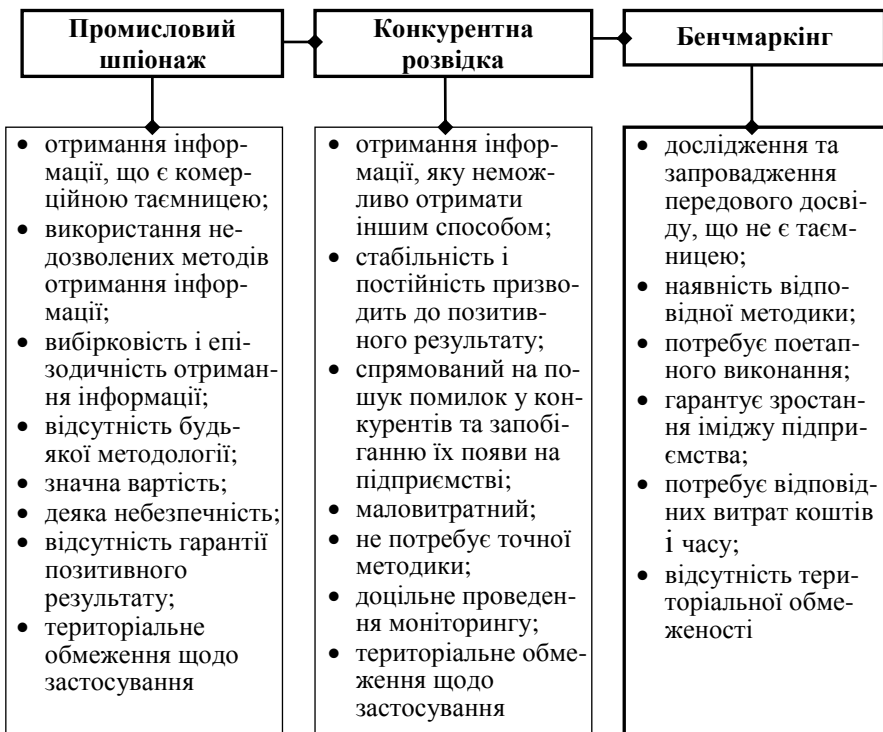 Промисловий
шпіонаж
Конкурентна
розвідка
Бенчмаркінг
• отримання інфор-
мації, що є комер-
ційною таємницею;
• використання не-
дозволених методів
отримання інфор-
мації;
• вибірковість і епі-
зодичність отриман-
ня інформації;
• відсутність будь-
якої методології;
• значна вартість;
• деяка небезпечність;
• відсутність гарантії
позитивного
результату;
• територіальне
обмеження щодо
застосування
• отримання інфор-
мації, яку немож-
ливо отримати
іншим способом;
• стабільність і
постійність призво-
дить до позитив-
ного результату;
• спрямований на по-
шук помилок у кон-
курентів та запобі-
ганню їх появи на
підприємстві;
• маловитратний;
• не потребує точної
методики;
• доцільне проведен-
ня моніторингу;
• територіальне обме-
ження щодо
застосування
• дослідження та
запровадження
передового досві-
ду, що не є таєм-
ницею;
• наявність відпо-
відної методики;
• потребує поетап-
ного виконання;
• гарантує зростан-
ня іміджу підпри-
ємства;
• потребує відповід-
них витрат коштів
і часу;
• відсутність тери-
торіальної обме-
женості